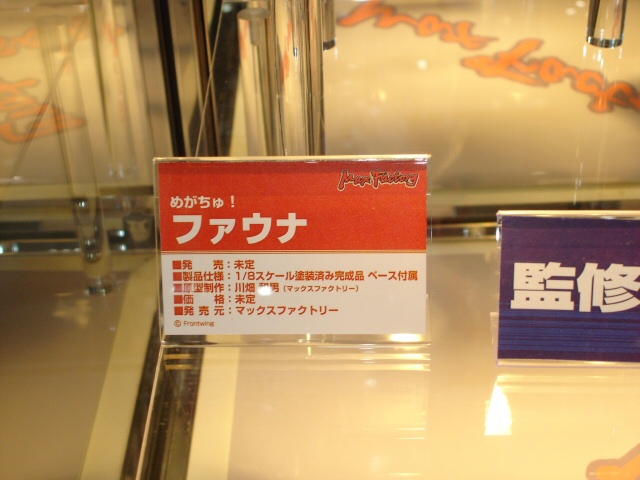 Max Factory
めがちゅ！
ファウナ
■発　売：未定
■製品仕様：1/8スケール塗装済み完成品 ベース付属
■原型制作：川畑 男（マックスファクトリー）
■価　格：未定
■発 売 元：マックスファクトリー
© Frontwing
監修